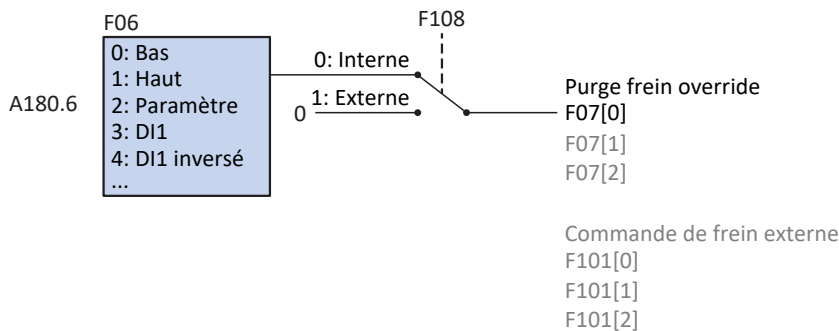 F06
F108
0: Bas
1: Haut
2: Paramètre
3: DI1
4: DI1 inversé
...
A180.6
0: Interne
1: Externe
0
Purge frein override
F07[0]
F07[1]
F07[2]
Commande de frein externe
F101[0]
F101[1]
F101[2]